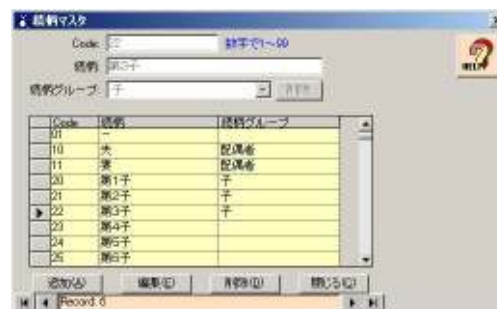 続柄マスタ
Code: 22 数字で1～99
続柄: 第3子
HELP
続柄グループ: 子 削除
Code 続柄 続柄グループ
01 －
10 夫 配偶者
11 妻 配偶者
20 第1子 子
21 第2子 子
22 第3子 子
23 第4子
24 第5子
25 第6子
追加(A) 編集(E) 削除(D) 閉じる(C)
Record: 6